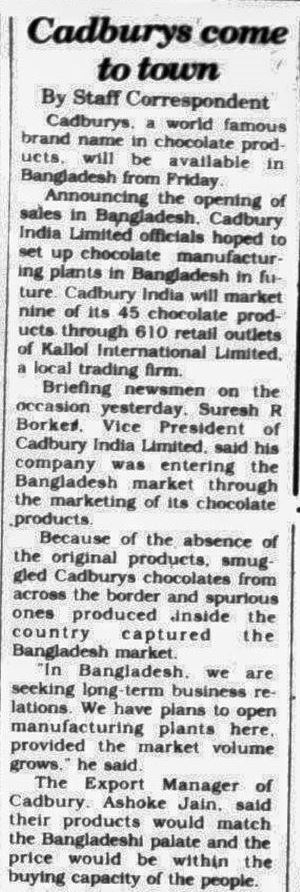 Cadburys come
to town
By Staff Correspondent
Cadburys, a world famous
brand name in chocolate prod-
ucts, will be available in
Bangladesh from Friday.
Announcing the opening of
sales in Bangladesh, Cadbury
India Limited officials hoped to
set up chocolate manufactur-
ing plants in Bangladesh in fu-
ture. Cadbury India will market
nine of its 45 chocolate prod-
ucts through 610 retail outlets
of Kallol International Limited,
a local trading firm.
Briefing newsmen on the
occasion yesterday, Suresh R
Borker, Vice President of
Cadbury India Limited, said his
company was entering the
Bangladesh market through
the marketing of its chocolate
products.
Because of the absence of
the original products, smug-
gled Cadburys chocolates from
across the border and spurious
ones produced inside the
country captured the
Bangladesh market.
"In Bangladesh, we are
seeking long-term business re-
lations. We have plans to open
manufacturing plants here,
provided the market volume
grows," he said.
The Export Manager of
Cadbury, Ashoke Jain, said
their products would match
the Bangladeshi palate and the
price would be within the
buying capacity of the people.